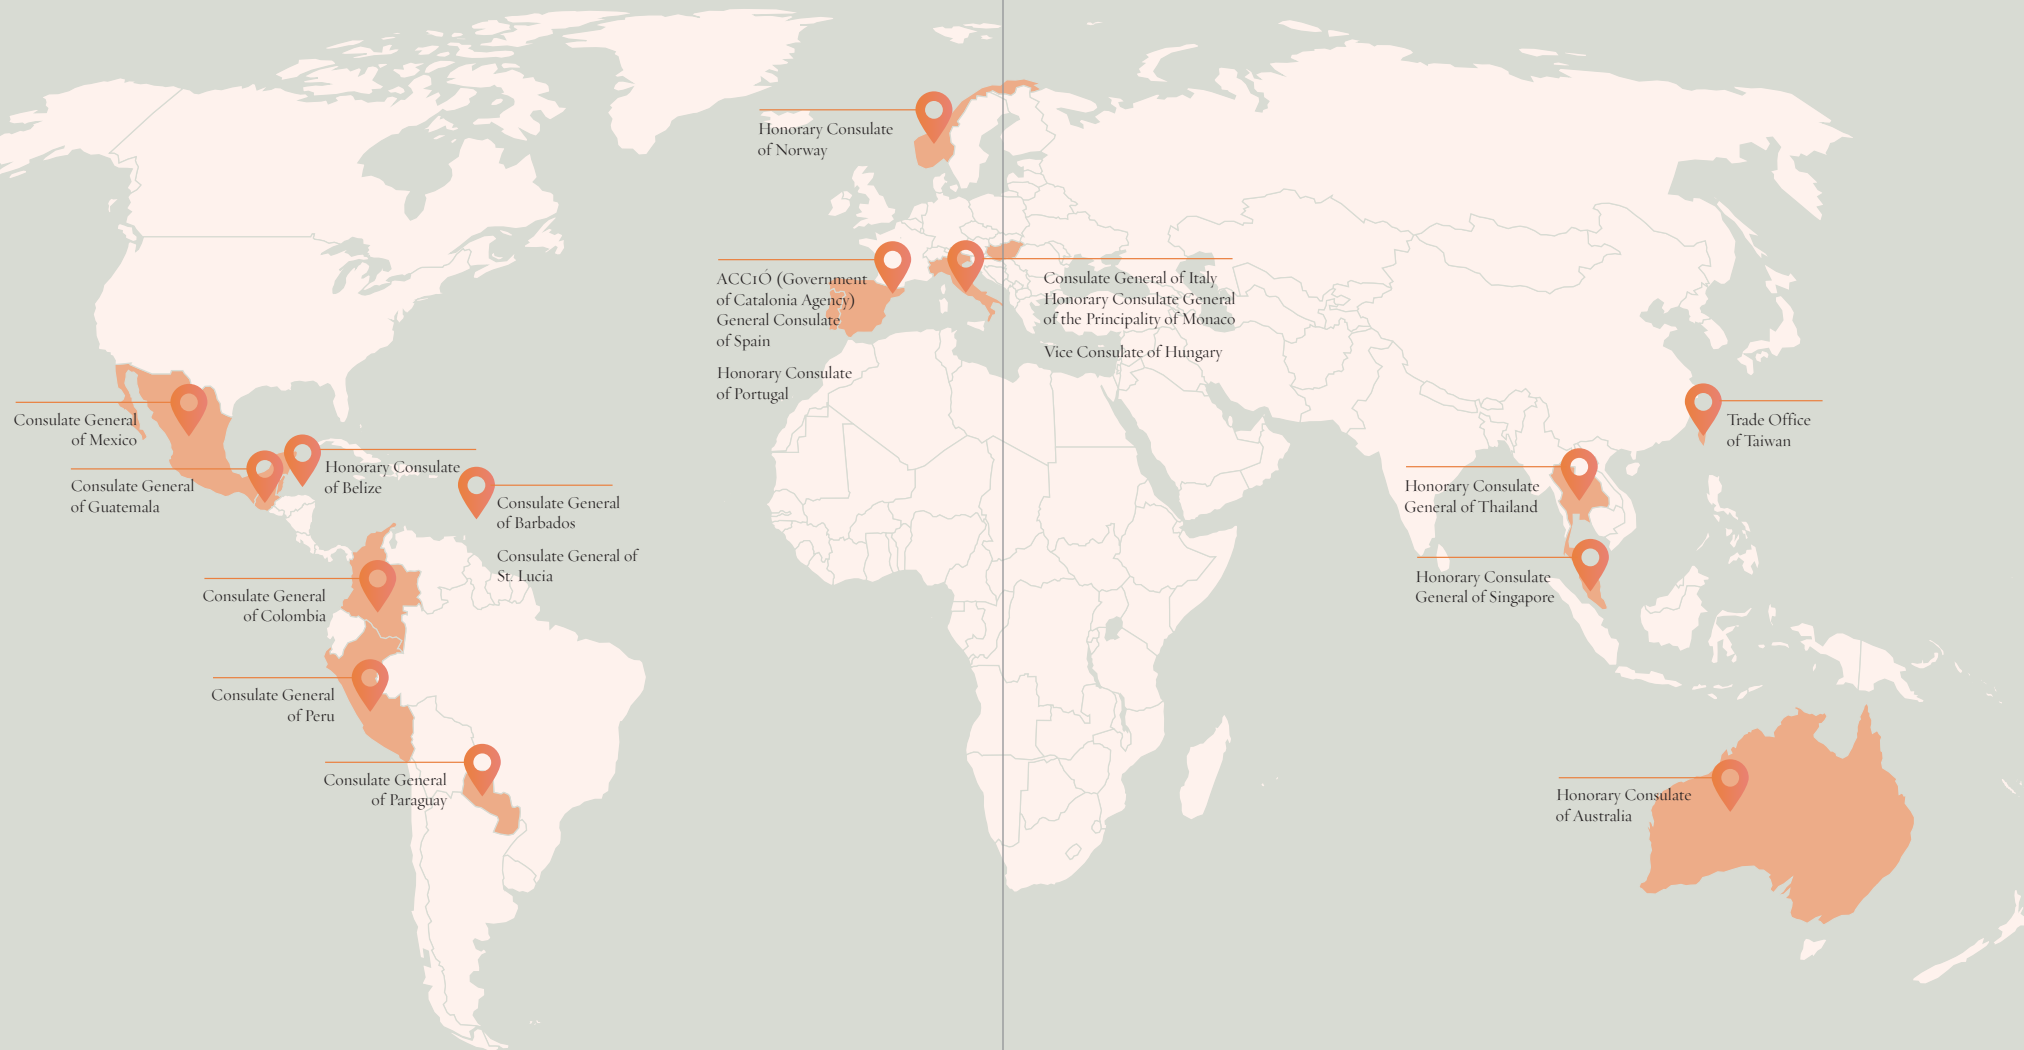 Honorary Consulate
of Norway
ACC1Ó (Government
of Catalonia Agency)
General Consulate
of Spain
Honorary Consulate
of Portugal
Consulate General of Italy
Honorary Consulate General
of the Principality of Monaco
Vice Consulate of Hungary
Consulate General
of Mexico
Consulate General
of Guatemala
Honorary Consulate
of Belize
Consulate General
of Barbados
Consulate General of
St. Lucia
Consulate General
of Colombia
Consulate General
of Peru
Consulate General
of Paraguay
Trade Office
of Taiwan
Honorary Consulate
General of Thailand
Honorary Consulate
General of Singapore
Honorary Consulate
of Australia